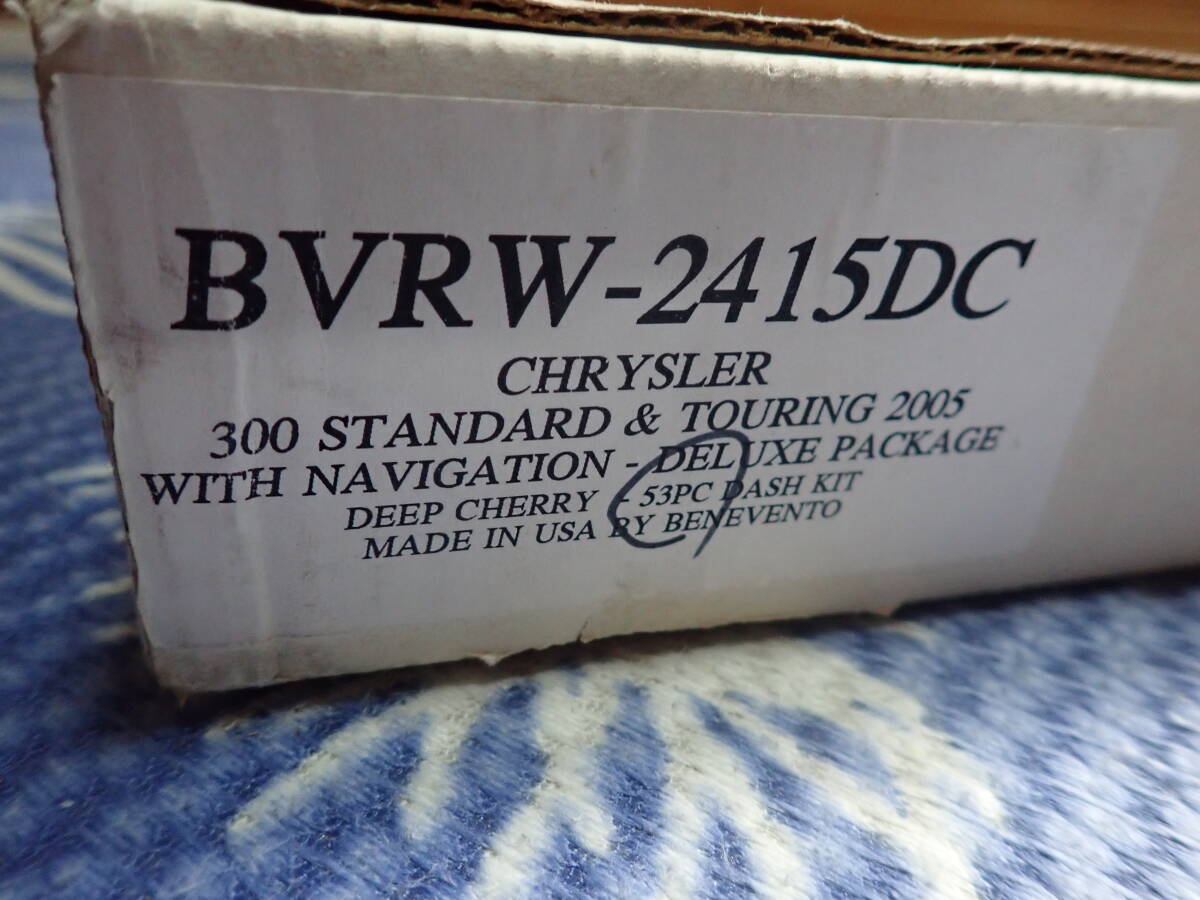 BVRW-2415DC
CHRYSLER
300 STANDARD & TOURING 2005
WITH NAVIGATION - DELUXE PACKAGE
DEEP CHERRY - 53PC DASH KIT
MADE IN USA BY BENEVENTO